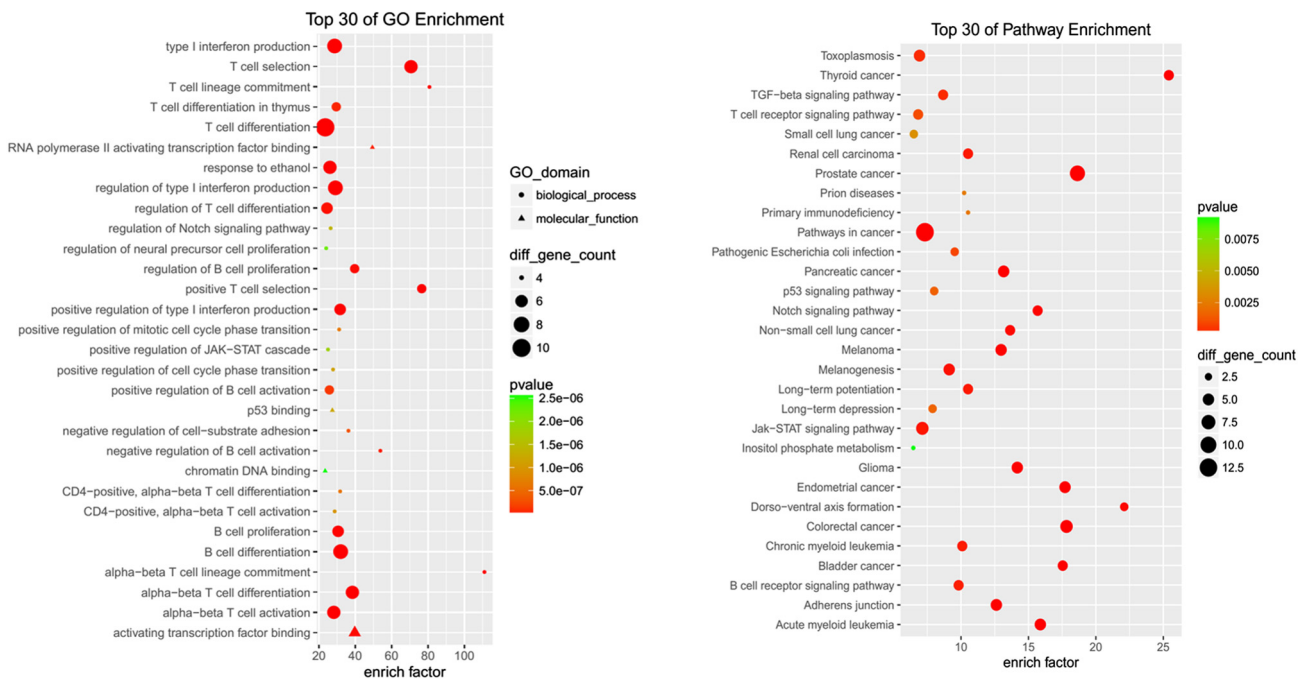 Top 30 of GO Enrichment
type I interferon production
T cell selection
T cell lineage commitment
T cell differentiation in thymus
T cell differentiation
RNA polymerase II activating transcription factor binding
response to ethanol
regulation of type I interferon production
regulation of T cell differentiation
regulation of Notch signaling pathway
regulation of neural precursor cell proliferation
regulation of B cell proliferation
positive T cell selection
positive regulation of type I interferon production
positive regulation of mitotic cell cycle phase transition
positive regulation of JAK−STAT cascade
positive regulation of cell cycle phase transition
positive regulation of B cell activation
p53 binding
negative regulation of cell−substrate adhesion
negative regulation of B cell activation
chromatin DNA binding
CD4−positive, alpha−beta T cell differentiation
CD4−positive, alpha−beta T cell activation
B cell proliferation
B cell differentiation
alpha−beta T cell lineage commitment
alpha−beta T cell differentiation
alpha−beta T cell activation
activating transcription factor binding
20 40 60 80 100
enrich factor
GO_domain
biological_process
molecular_function
diff_gene_count
4
6
8
10
pvalue
2.5e−06
2.0e−06
1.5e−06
1.0e−06
5.0e−07
Top 30 of Pathway Enrichment
Toxoplasmosis
Thyroid cancer
TGF−beta signaling pathway
T cell receptor signaling pathway
Small cell lung cancer
Renal cell carcinoma
Prostate cancer
Prion diseases
Primary immunodeficiency
Pathways in cancer
Pathogenic Escherichia coli infection
Pancreatic cancer
p53 signaling pathway
Notch signaling pathway
Non−small cell lung cancer
Melanoma
Melanogenesis
Long−term potentiation
Long−term depression
Jak−STAT signaling pathway
Inositol phosphate metabolism
Glioma
Endometrial cancer
Dorso−ventral axis formation
Colorectal cancer
Chronic myeloid leukemia
Bladder cancer
B cell receptor signaling pathway
Adherens junction
Acute myeloid leukemia
10 15 20 25
enrich factor
pvalue
0.0075
0.0050
0.0025
diff_gene_count
2.5
5.0
7.5
10.0
12.5